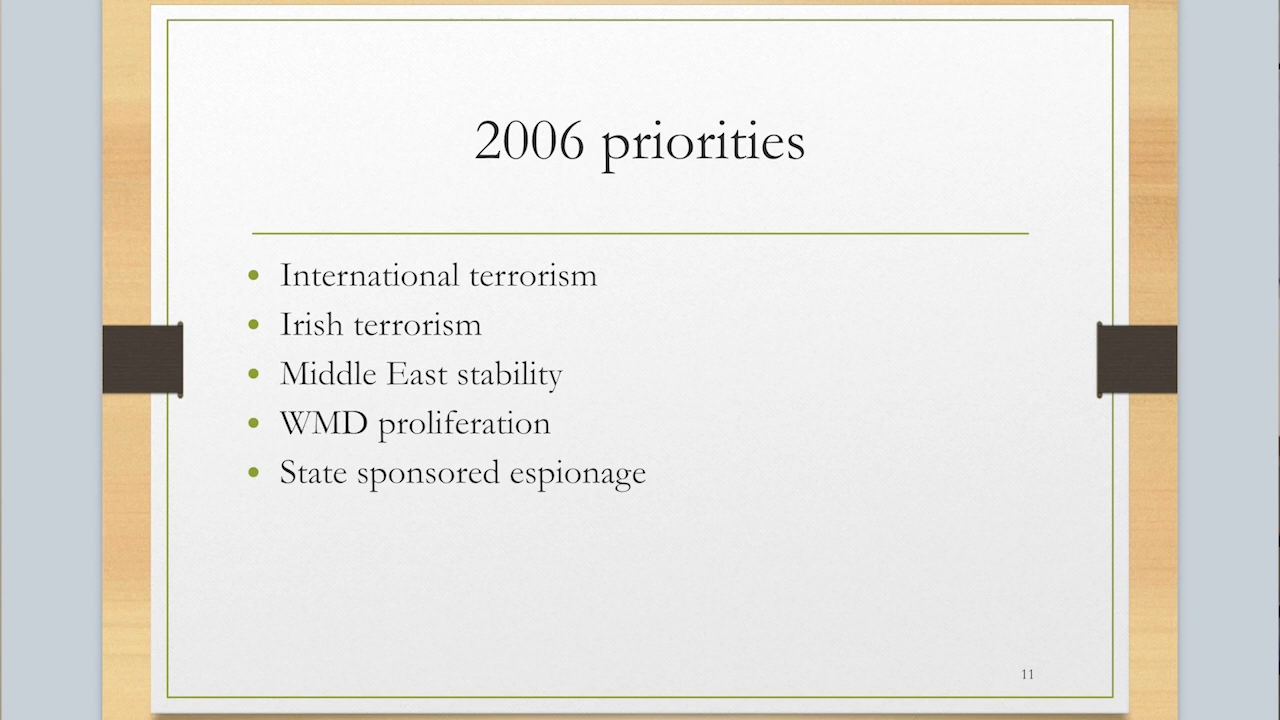 2006 priorities
• International terrorism
• Irish terrorism
• Middle East stability
• WMD proliferation
• State sponsored espionage
11